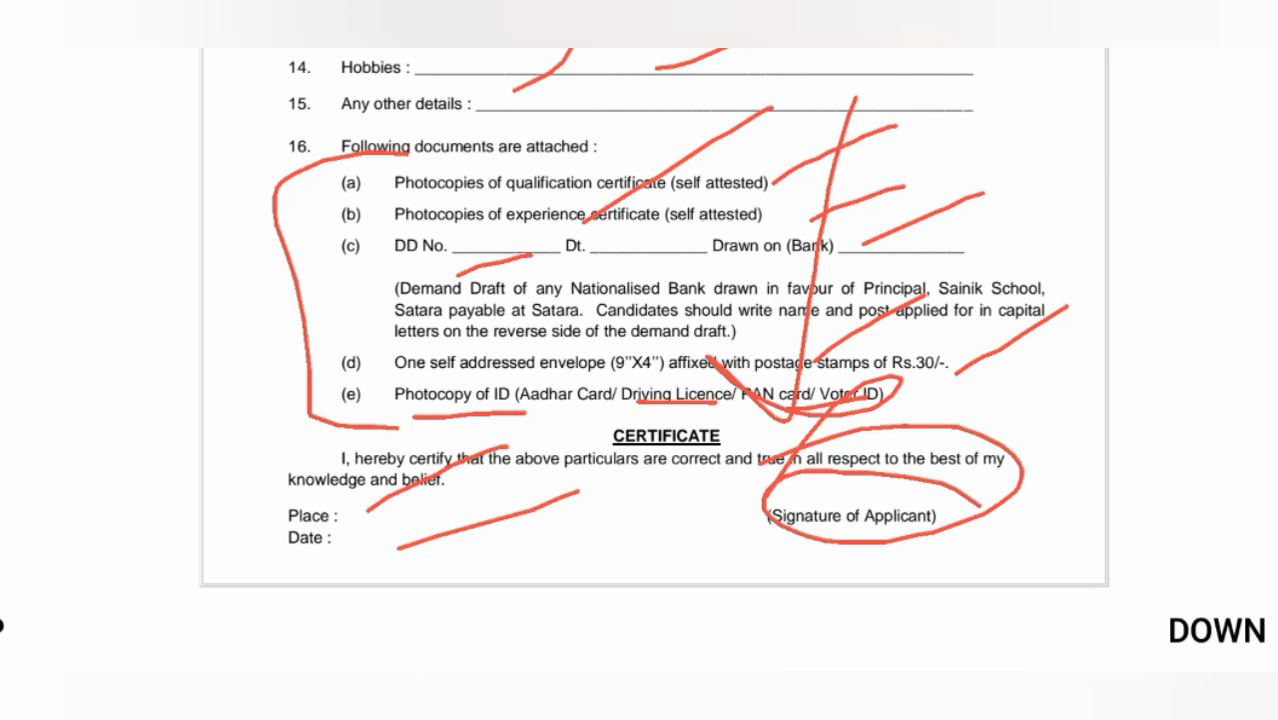 14. Hobbies :
15. Any other details :
16. Following documents are attached :
(a) Photocopies of qualification certificate (self attested)
(b) Photocopies of experience certificate (self attested)
(c) DD No. ____________ Dt. _____________ Drawn on (Bank) ______________
(Demand Draft of any Nationalised Bank drawn in favour of Principal, Sainik School,
Satara payable at Satara. Candidates should write name and post applied for in capital
letters on the reverse side of the demand draft.)
(d) One self addressed envelope (9"X4") affixed with postage stamps of Rs.30/-.
(e) Photocopy of ID (Aadhar Card/ Driving Licence/ PAN card/ Voter ID)
CERTIFICATE
I, hereby certify that the above particulars are correct and true in all respect to the best of my
knowledge and belief.
Place :
(Signature of Applicant)
Date :
DOWN